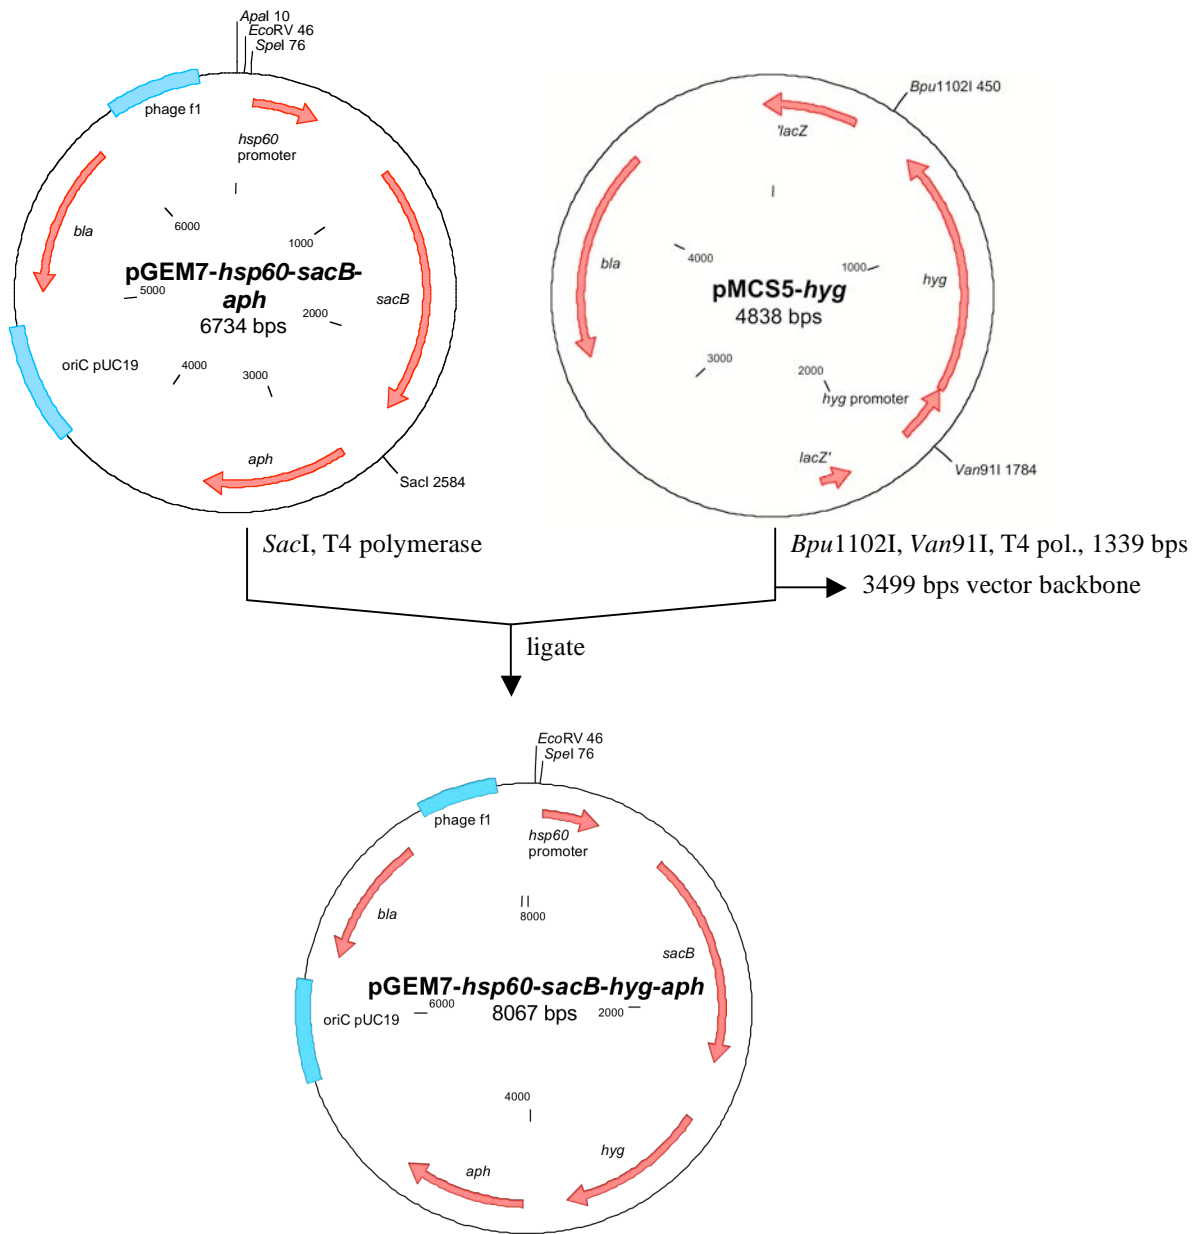 ApaI 10
EcoRV 46
SpeI 76
phage f1
hsp60
promoter
bla
6000
1000
pGEM7-hsp60-sacB-
aph
6734 bps
5000
2000
sacB
oriC pUC19
4000
3000
aph
SacI 2584
Bpu1102I 450
'lacZ
bla
4000
1000
hyg
pMCS5-hyg
4838 bps
3000
2000
hyg promoter
lacZ'
Van91I 1784
SacI, T4 polymerase
Bpu1102I, Van91I, T4 pol., 1339 bps
3499 bps vector backbone
ligate
EcoRV 46
SpeI 76
phage f1
hsp60
promoter
bla
8000
sacB
pGEM7-hsp60-sacB-hyg-aph
oriC pUC19
6000
8067 bps
2000
4000
hyg
aph